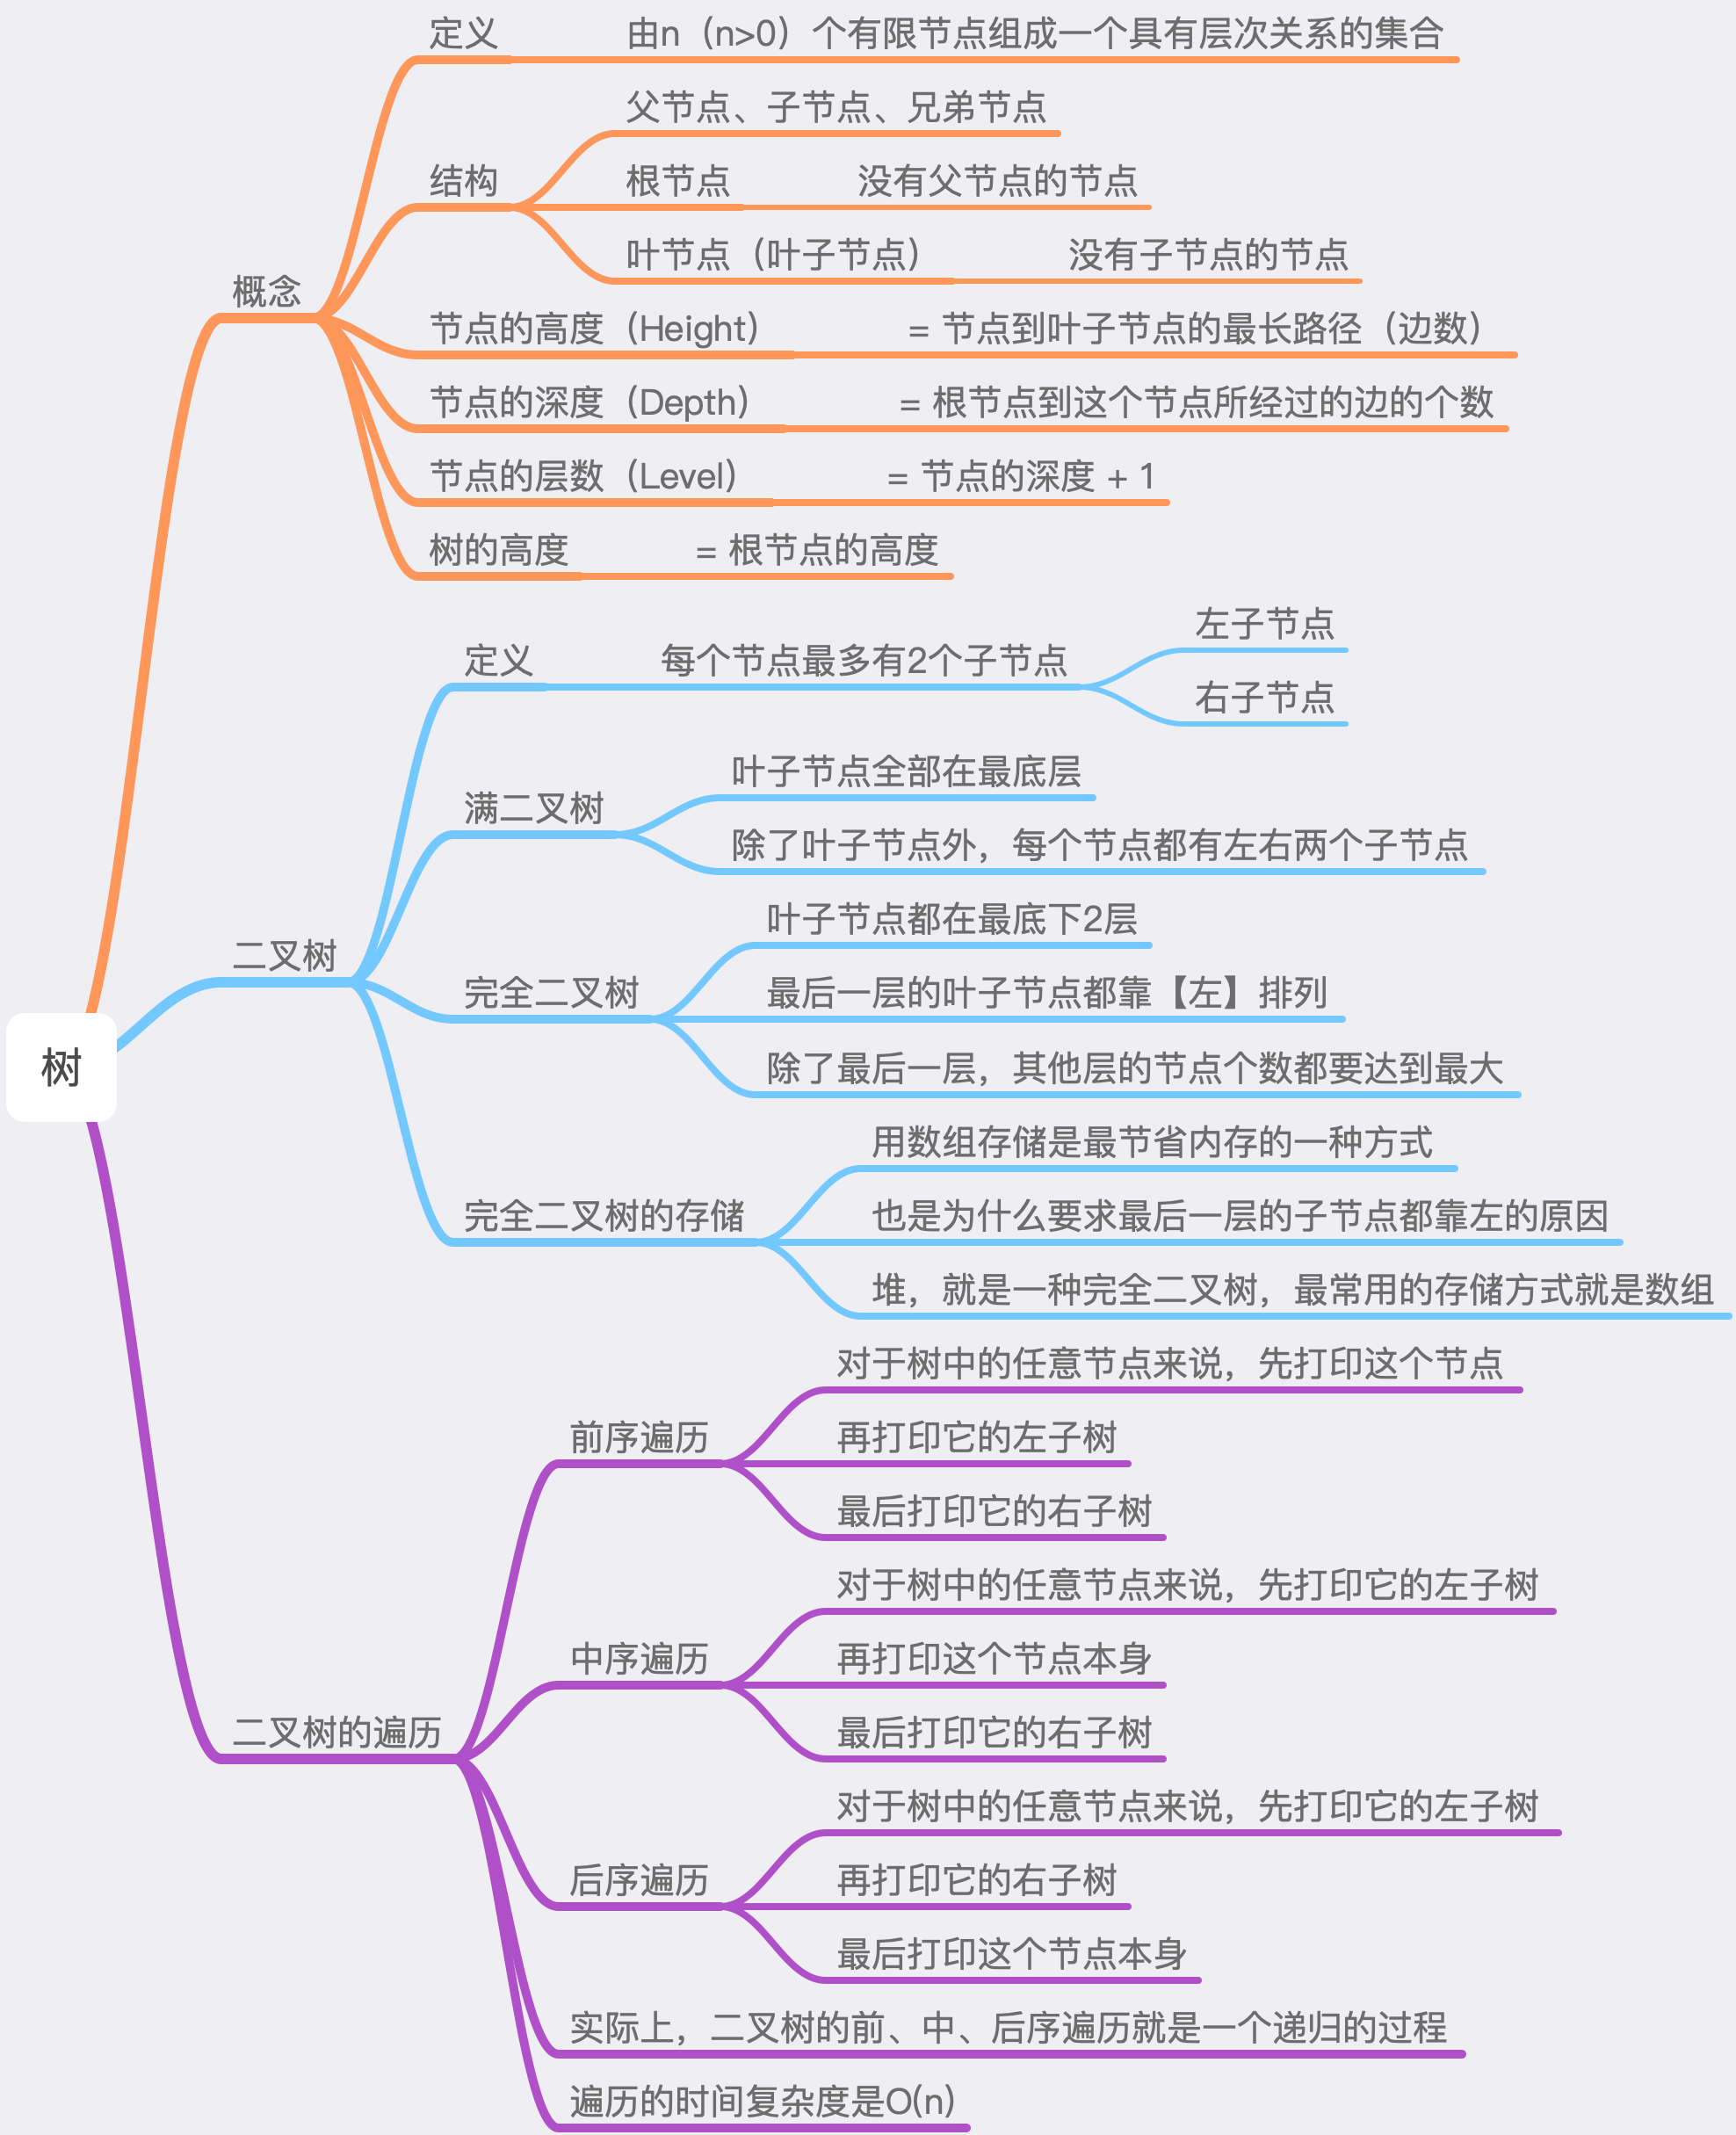 树
概念
定义
由n（n>0）个有限节点组成一个具有层次关系的集合
结构
父节点、子节点、兄弟节点
根节点
没有父节点的节点
叶节点（叶子节点）
没有子节点的节点
节点的高度（Height）
= 节点到叶子节点的最长路径（边数）
节点的深度（Depth）
= 根节点到这个节点所经过的边的个数
节点的层数（Level）
= 节点的深度 + 1
树的高度
= 根节点的高度
二叉树
定义
每个节点最多有2个子节点
左子节点
右子节点
满二叉树
叶子节点全部在最底层
除了叶子节点外，每个节点都有左右两个子节点
完全二叉树
叶子节点都在最底下2层
最后一层的叶子节点都靠【左】排列
除了最后一层，其他层的节点个数都要达到最大
完全二叉树的存储
用数组存储是最节省内存的一种方式
也是为什么要求最后一层的子节点都靠左的原因
堆，就是一种完全二叉树，最常用的存储方式就是数组
二叉树的遍历
前序遍历
对于树中的任意节点来说，先打印这个节点
再打印它的左子树
最后打印它的右子树
中序遍历
对于树中的任意节点来说，先打印它的左子树
再打印这个节点本身
最后打印它的右子树
后序遍历
对于树中的任意节点来说，先打印它的左子树
再打印它的右子树
最后打印这个节点本身
实际上，二叉树的前、中、后序遍历就是一个递归的过程
遍历的时间复杂度是O(n)